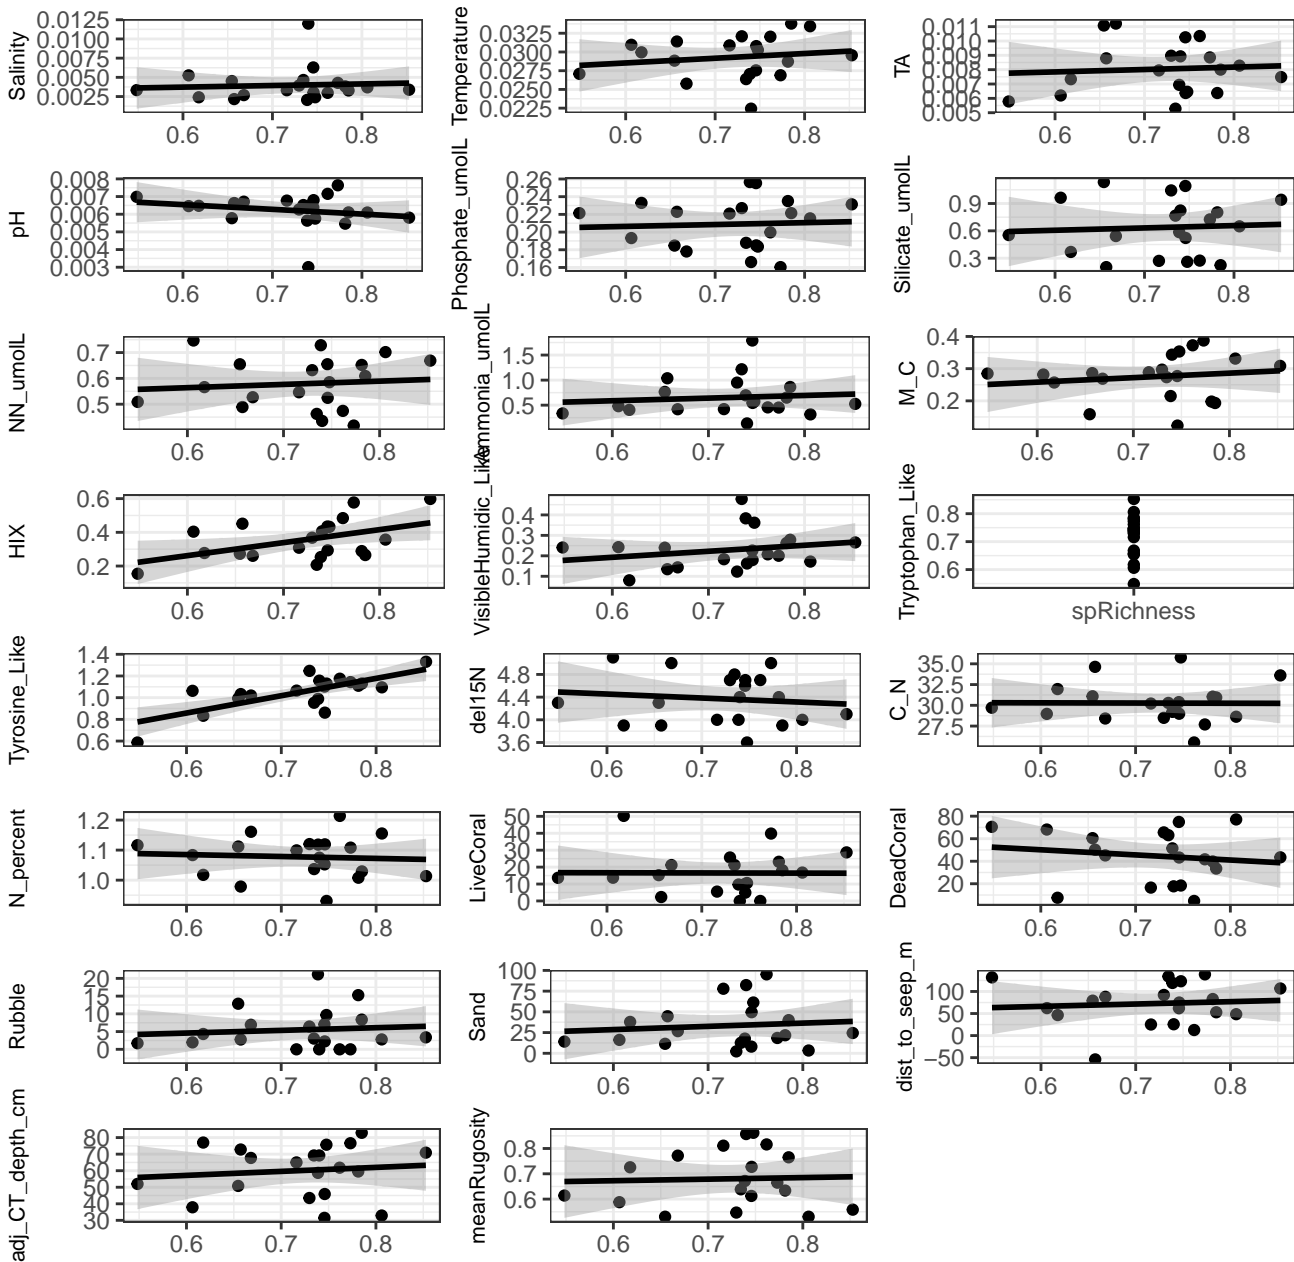 Salinity
0.0125
0.0100
0.0075
0.0050
0.0025
0.6 0.7 0.8
Temperature
0.0325
0.0300
0.0275
0.0250
0.0225
0.6 0.7 0.8
TA
0.011
0.010
0.009
0.008
0.007
0.006
0.005
0.6 0.7 0.8
pH
0.008
0.007
0.006
0.005
0.004
0.003
0.6 0.7 0.8
Phosphate_umolL
0.26
0.24
0.22
0.20
0.18
0.16
0.6 0.7 0.8
Silicate_umolL
0.9
0.6
0.3
0.6 0.7 0.8
NN_umolL
0.7
0.6
0.5
0.6 0.7 0.8
Ammonia_umolL
1.5
1.0
0.5
0.6 0.7 0.8
M_C
0.4
0.3
0.2
0.6 0.7 0.8
HIX
0.6
0.4
0.2
0.6 0.7 0.8
VisibleHumidic_Like
0.4
0.3
0.2
0.1
0.6 0.7 0.8
Tryptophan_Like
0.8
0.7
0.6
spRichness
Tyrosine_Like
1.4
1.2
1.0
0.8
0.6
0.6 0.7 0.8
del15N
4.8
4.4
4.0
3.6
0.6 0.7 0.8
C_N
35.0
32.5
30.0
27.5
0.6 0.7 0.8
N_percent
1.2
1.1
1.0
0.6 0.7 0.8
LiveCoral
50
40
30
20
10
0
0.6 0.7 0.8
DeadCoral
80
60
40
20
0.6 0.7 0.8
Rubble
20
15
10
5
0
0.6 0.7 0.8
Sand
100
75
50
25
0
0.6 0.7 0.8
dist_to_seep_m
100
50
0
−50
0.6 0.7 0.8
adj_CT_depth_cm
80
70
60
50
40
30
0.6 0.7 0.8
meanRugosity
0.8
0.7
0.6
0.6 0.7 0.8